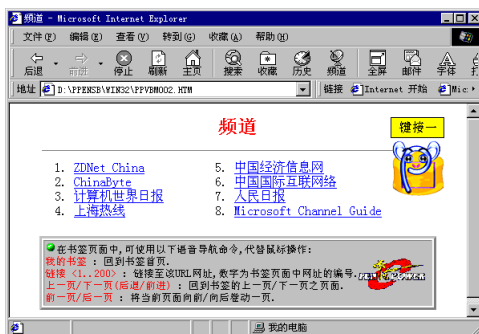 频道 - Microsoft Internet Explorer
文件(F) 编辑(E) 查看(V) 转到(G) 收藏(A) 帮助(H)
后退 前进 停止 刷新 主页 搜索 收藏 历史 频道 全屏 邮件 字体
地址 D:\PPENSB\WIN32\PPVBM002.HTM 链接 Internet 开始
频道
键接一
1. ZDNet China
2. ChinaByte
3. 计算机世界日报
4. 上海热线
5. 中国经济信息网
6. 中国国际互联网络
7. 人民日报
8. Microsoft Channel Guide
在书签页面中,可使用以下语音导航命令,代替鼠标操作:
我的书签 : 回到书签首页.
链接 <1..200> : 链接至该URL网址,数字为书签页面中网址的编号.
上一页/下一页(后退/前进) : 回到书签的上一页/下一页之页面.
前一页/后一页 : 将当前页面向前/向后卷动一页.
我的电脑